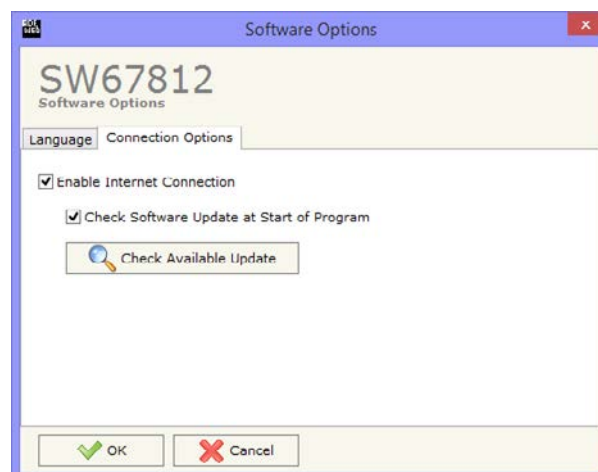 Software Options
x
SW67812
Software Options
Language
Connection Options
Enable Internet Connection
Check Software Update at Start of Program
Check Available Update
OK
Cancel